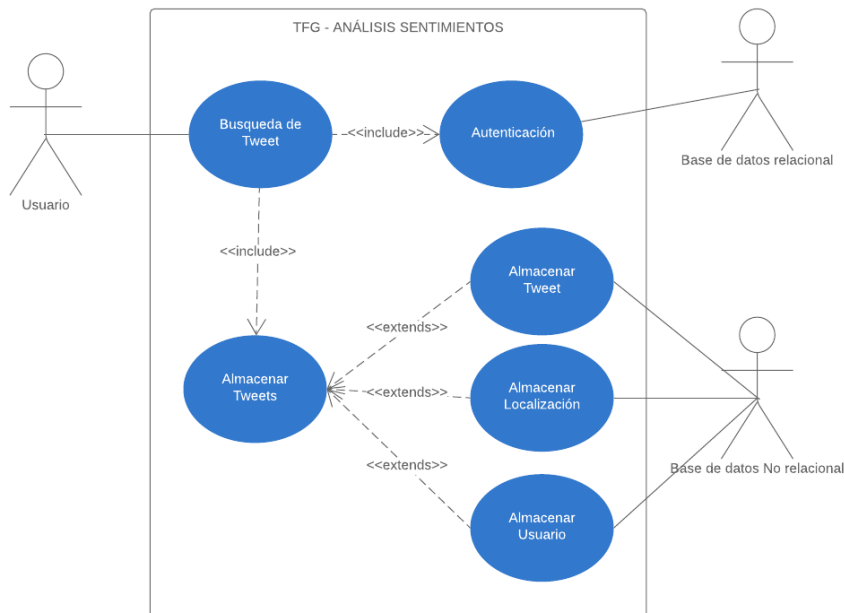 TFG - ANÁLISIS SENTIMIENTOS
Busqueda de
Tweet
<<include>>
Autenticación
Base de datos relacional
Usuario
<<include>>
Almacenar
Tweet
<<extends>>
Almacenar
Tweets
<<extends>>
Almacenar
Localización
<<extends>>
Base de datos No relacional
Almacenar
Usuario